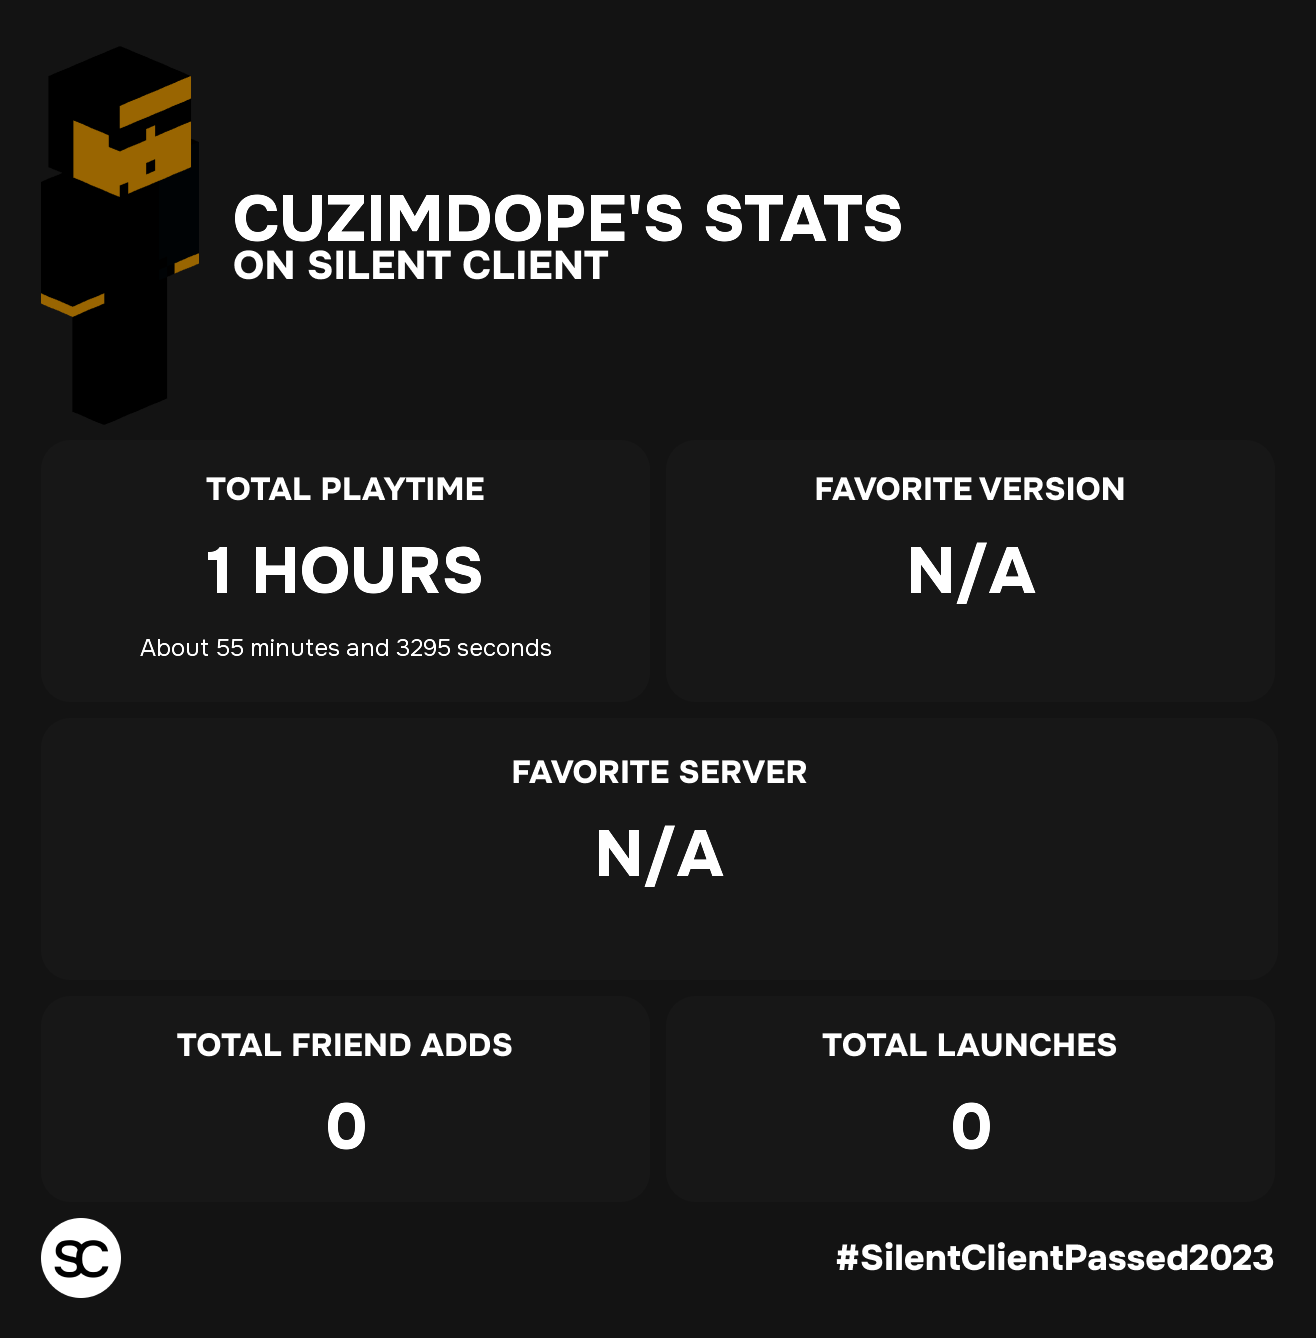 CUZIMDOPE'S STATS
ON SILENT CLIENT
TOTAL PLAYTIME
1 HOURS
About 55 minutes and 3295 seconds
FAVORITE VERSION
N/A
FAVORITE SERVER
N/A
TOTAL FRIEND ADDS
0
TOTAL LAUNCHES
0
SC
#SilentClientPassed2023